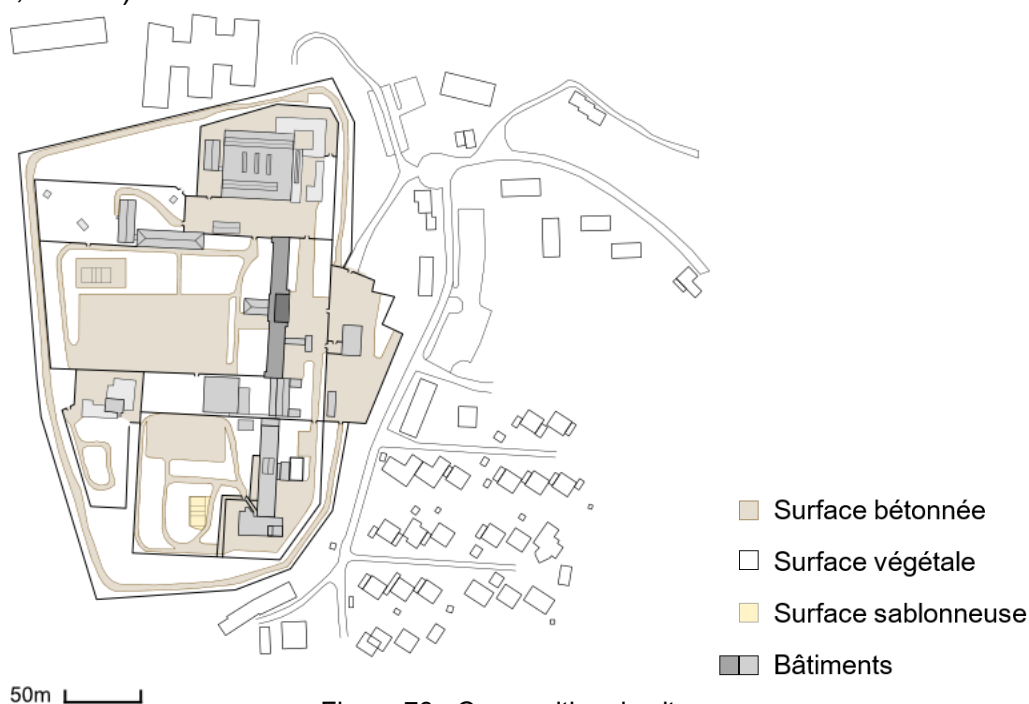 Surface bétonnée
Surface végétale
Surface sablonneuse
Bâtiments
50m